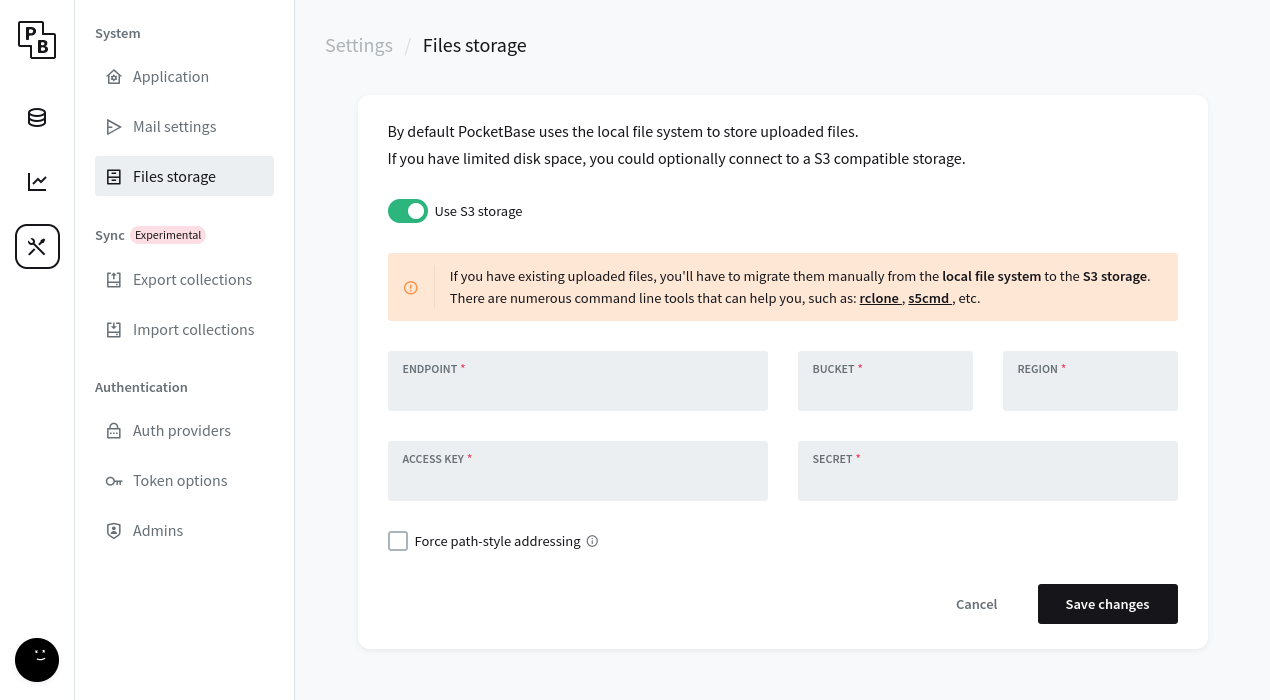 PB
System
Application
Mail settings
Files storage
Sync Experimental
Export collections
Import collections
Authentication
Auth providers
Token options
Admins
Settings / Files storage
By default PocketBase uses the local file system to store uploaded files.
If you have limited disk space, you could optionally connect to a S3 compatible storage.
Use S3 storage
If you have existing uploaded files, you'll have to migrate them manually from the local file system to the S3 storage.
There are numerous command line tools that can help you, such as: rclone , s5cmd , etc.
ENDPOINT * BUCKET * REGION *
ACCESS KEY * SECRET *
Force path-style addressing
Cancel Save changes